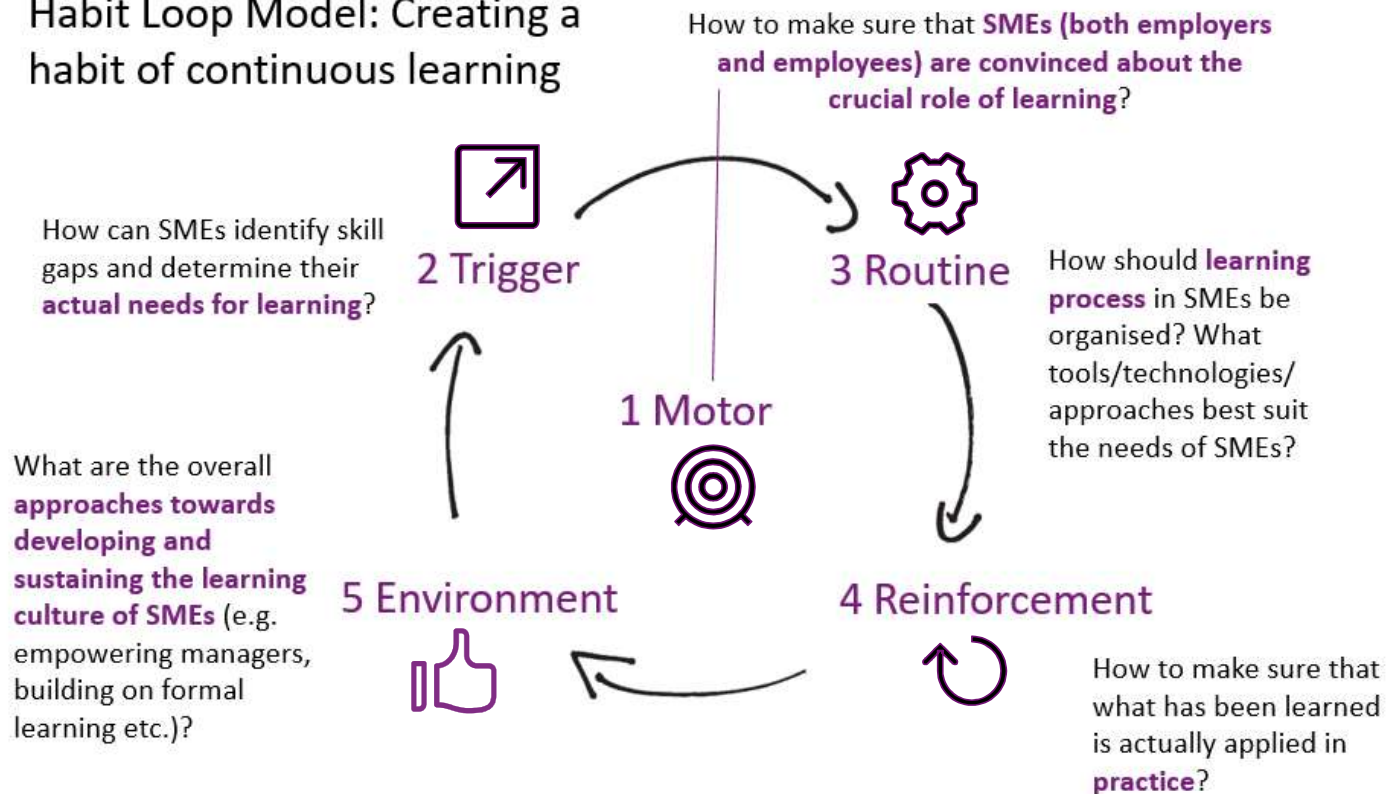 Habit Loop Model: Creating a
habit of continuous learning
How to make sure that SMEs (both employers
and employees) are convinced about the
crucial role of learning?
How can SMEs identify skill
gaps and determine their
actual needs for learning?
2 Trigger
3 Routine
How should learning
process in SMEs be
organised? What
tools/technologies/
approaches best suit
the needs of SMEs?
1 Motor
What are the overall
approaches towards
developing and
sustaining the learning
culture of SMEs (e.g.
empowering managers,
building on formal
learning etc.)?
5 Environment
4 Reinforcement
How to make sure that
what has been learned
is actually applied in
practice?